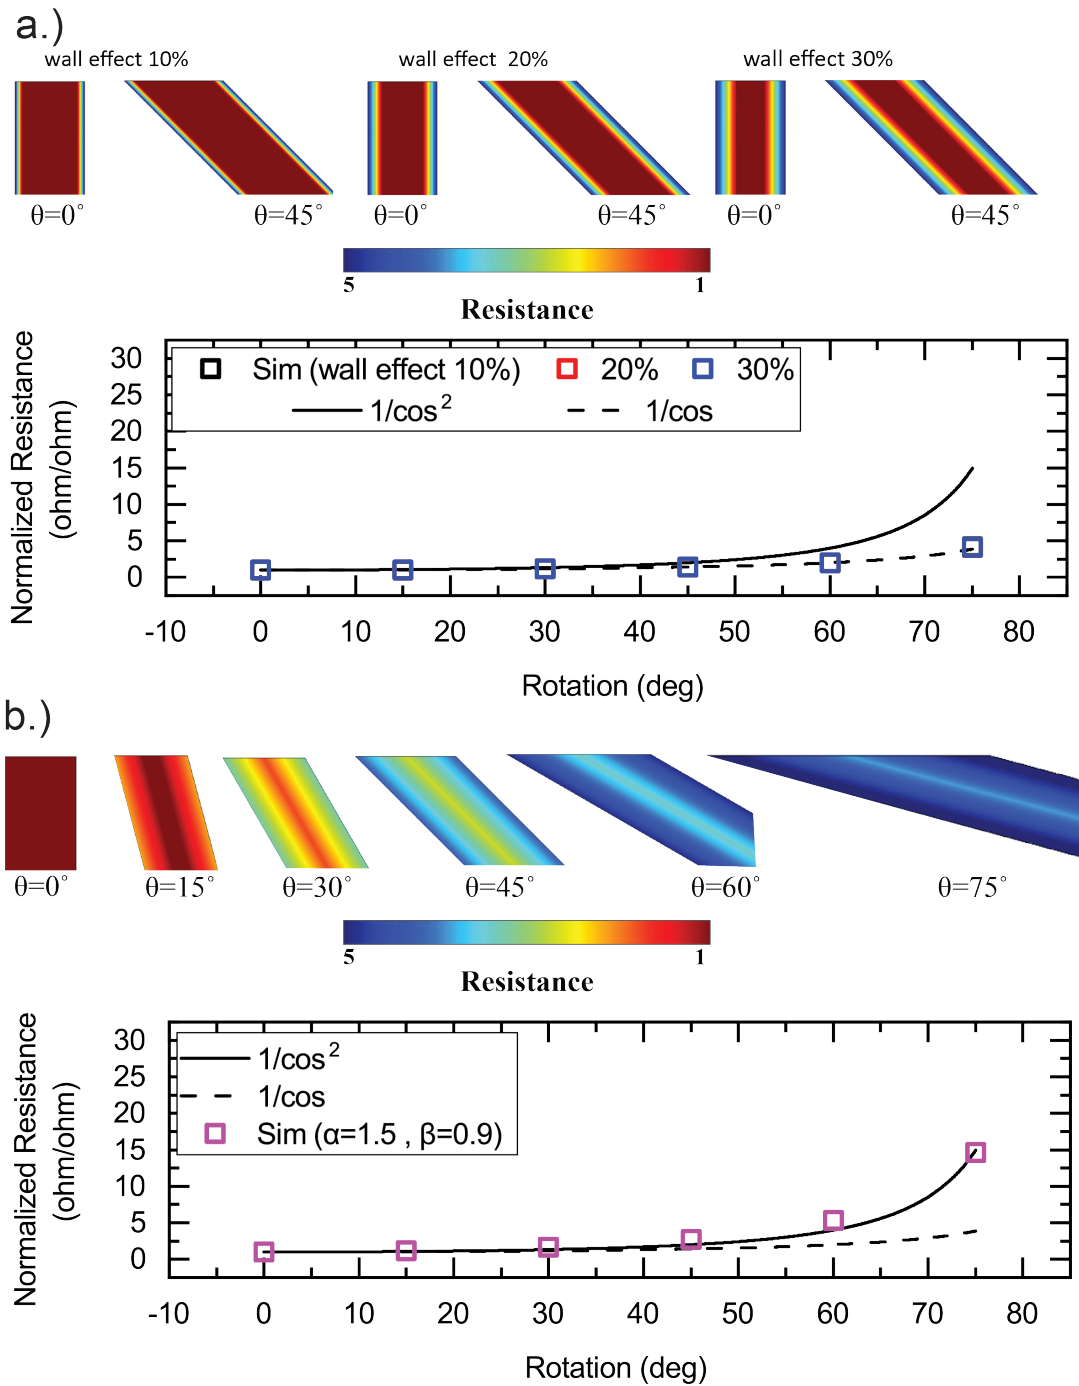 a.)
wall effect 10%
wall effect 20%
wall effect 30%
θ=0°
θ=45°
θ=0°
θ=45°
θ=0°
θ=45°
5
1
Resistance
Normalized Resistance
(ohm/ohm)
30
25
20
15
10
5
0
Sim (wall effect 10%)
20%
30%
1/cos²
1/cos
-10
0
10
20
30
40
50
60
70
80
Rotation (deg)
b.)
θ=0°
θ=15°
θ=30°
θ=45°
θ=60°
θ=75°
5
1
Resistance
Normalized Resistance
(ohm/ohm)
30
25
20
15
10
5
0
1/cos²
1/cos
Sim (α=1.5 , β=0.9)
-10
0
10
20
30
40
50
60
70
80
Rotation (deg)